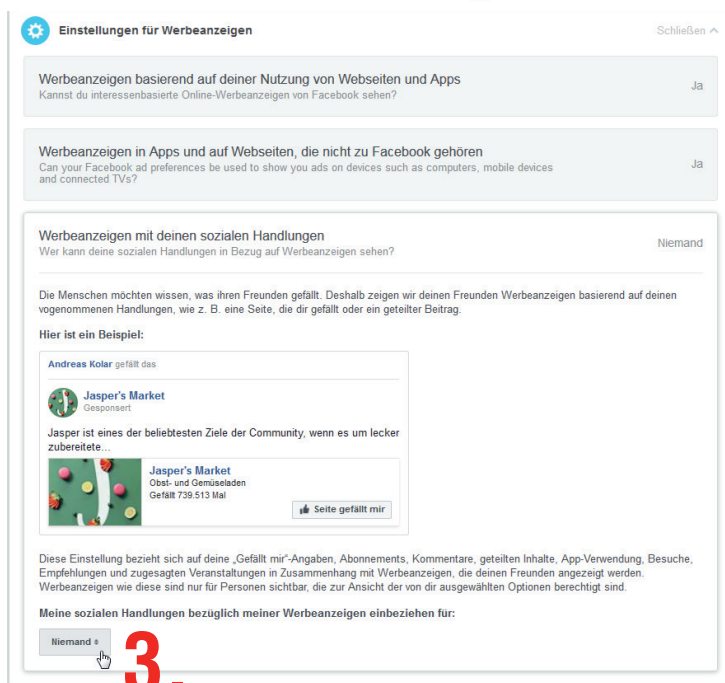 Einstellungen für Werbeanzeigen
Schließen
Werbeanzeigen basierend auf deiner Nutzung von Webseiten und Apps
Kannst du interessenbasierte Online-Werbeanzeigen von Facebook sehen?
Ja
Werbeanzeigen in Apps und auf Webseiten, die nicht zu Facebook gehören
Can your Facebook ad preferences be used to show you ads on devices such as computers, mobile devices
and connected TVs?
Ja
Werbeanzeigen mit deinen sozialen Handlungen
Wer kann deine sozialen Handlungen in Bezug auf Werbeanzeigen sehen?
Niemand
Die Menschen möchten wissen, was ihren Freunden gefällt. Deshalb zeigen wir deinen Freunden Werbeanzeigen basierend auf deinen
vogenommenen Handlungen, wie z. B. eine Seite, die dir gefällt oder ein geteilter Beitrag.
Hier ist ein Beispiel:
Andreas Kolar gefällt das
Jasper's Market
Gesponsert
Jasper ist eines der beliebtesten Ziele der Community, wenn es um lecker
zubereitete...
Jasper's Market
Obst- und Gemüseladen
Gefällt 739.513 Mal
Seite gefällt mir
Diese Einstellung bezieht sich auf deine „Gefällt mir“-Angaben, Abonnements, Kommentare, geteilten Inhalte, App-Verwendung, Besuche,
Empfehlungen und zugesagten Veranstaltungen in Zusammenhang mit Werbeanzeigen, die deinen Freunden angezeigt werden.
Werbeanzeigen wie diese sind nur für Personen sichtbar, die zur Ansicht der von dir ausgewählten Optionen berechtigt sind.
Meine sozialen Handlungen bezüglich meiner Werbeanzeigen einbeziehen für:
Niemand
3.